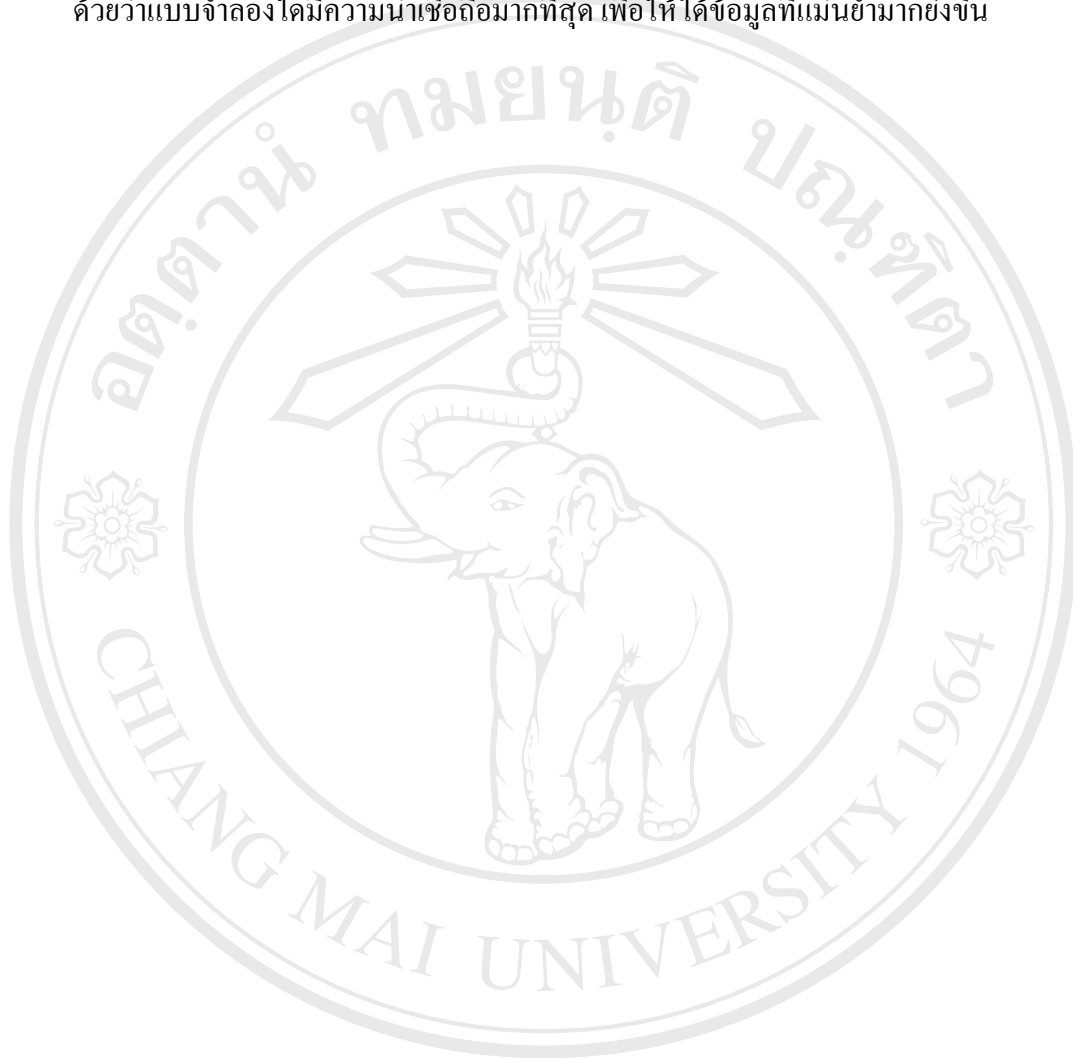 ด้วยว่าแบบจำลองใดมีความน่าเชื่อถือมากที่สุด เพื่อให้ได้ข้อมูลที่แม่นยำมากยิ่งขึ้น
อตฺตานํ ทมยนฺติ ปณฺฑิตา
CHIANG MAI UNIVERSITY 1964